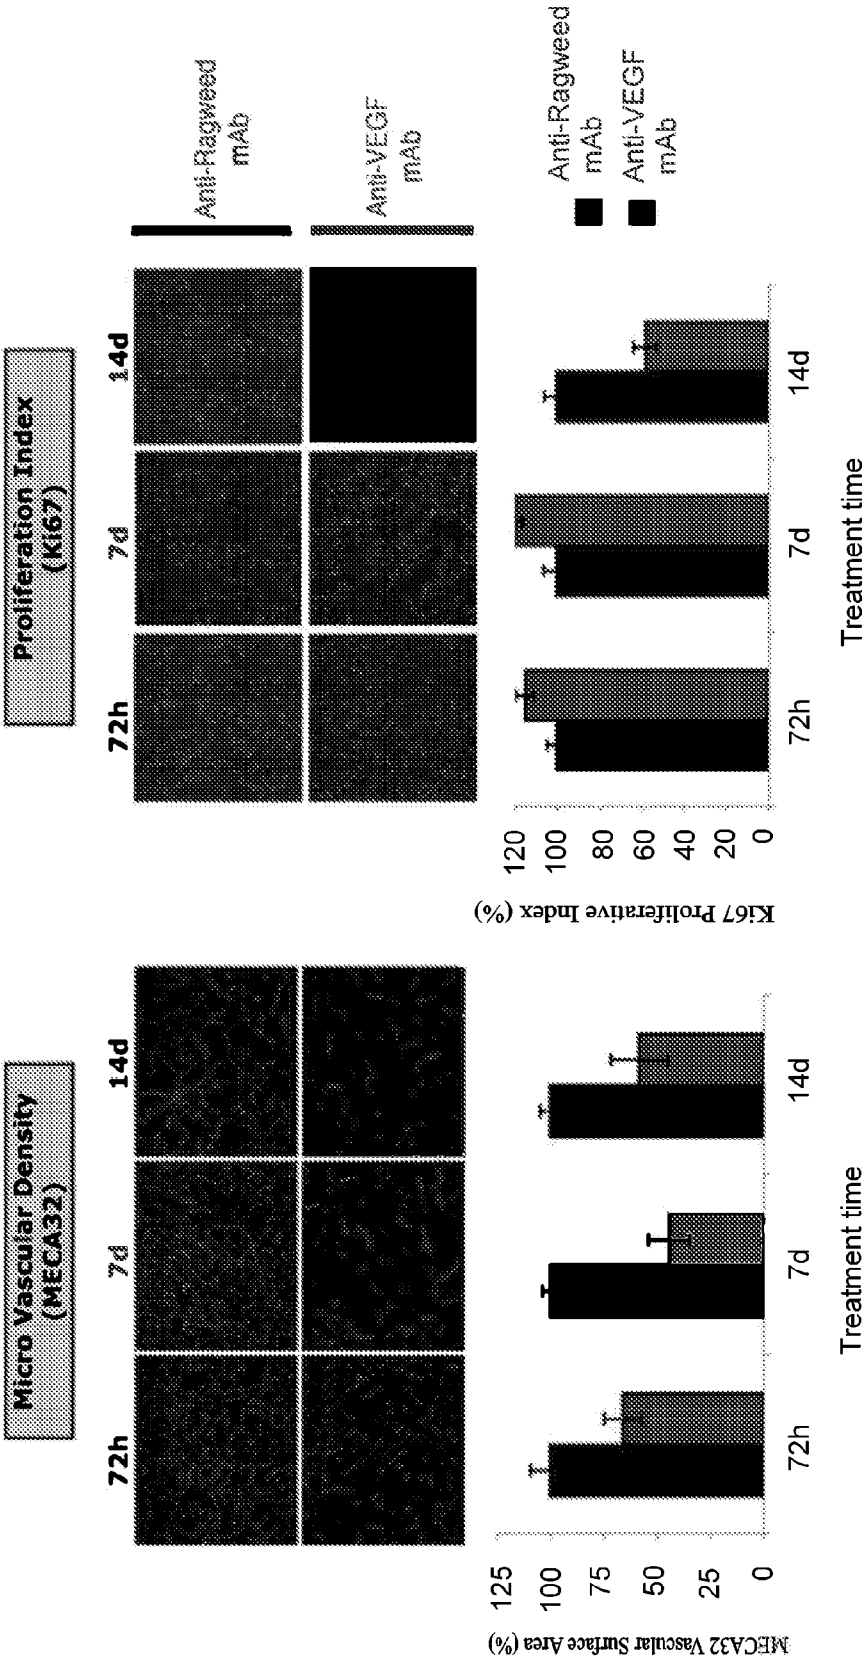 Micro Vascular Density
(MECA32)
72h
7d
14d
125
100
75
50
25
0
MECA32 Vascular Surface Area (%)
72h
7d
14d
Treatment time
Proliferation Index
(Ki67)
72h
7d
14d
Anti-Ragweed
mAb
Anti-VEGF
mAb
120
100
80
60
40
20
0
Ki67 Proliferative Index (%)
72h
7d
14d
Treatment time
Anti-Ragweed
mAb
Anti-VEGF
mAb